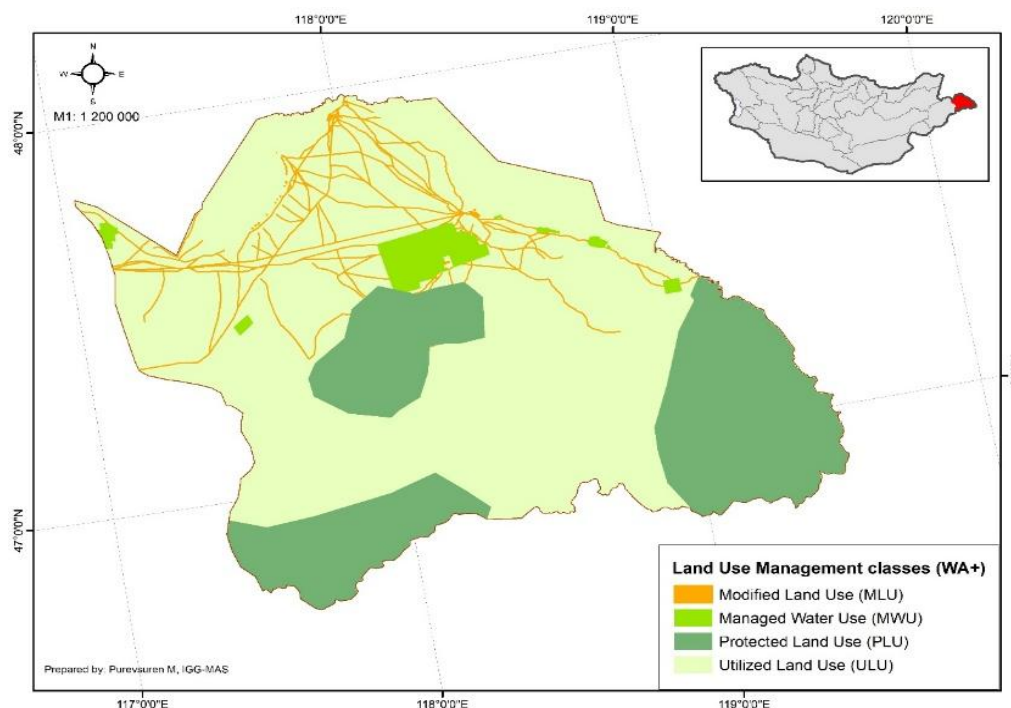 118°0'0"E
119°0'0"E
120°0'0"E
N
W
E
S
M1: 1 200 000
48°0'0"N
47°0'0"N
Land Use Management classes (WA+)
Modified Land Use (MLU)
Managed Water Use (MWU)
Protected Land Use (PLU)
Utilized Land Use (ULU)
Prepared by: Purevsuren M, IGG-MAS
117°0'0"E
118°0'0"E
119°0'0"E